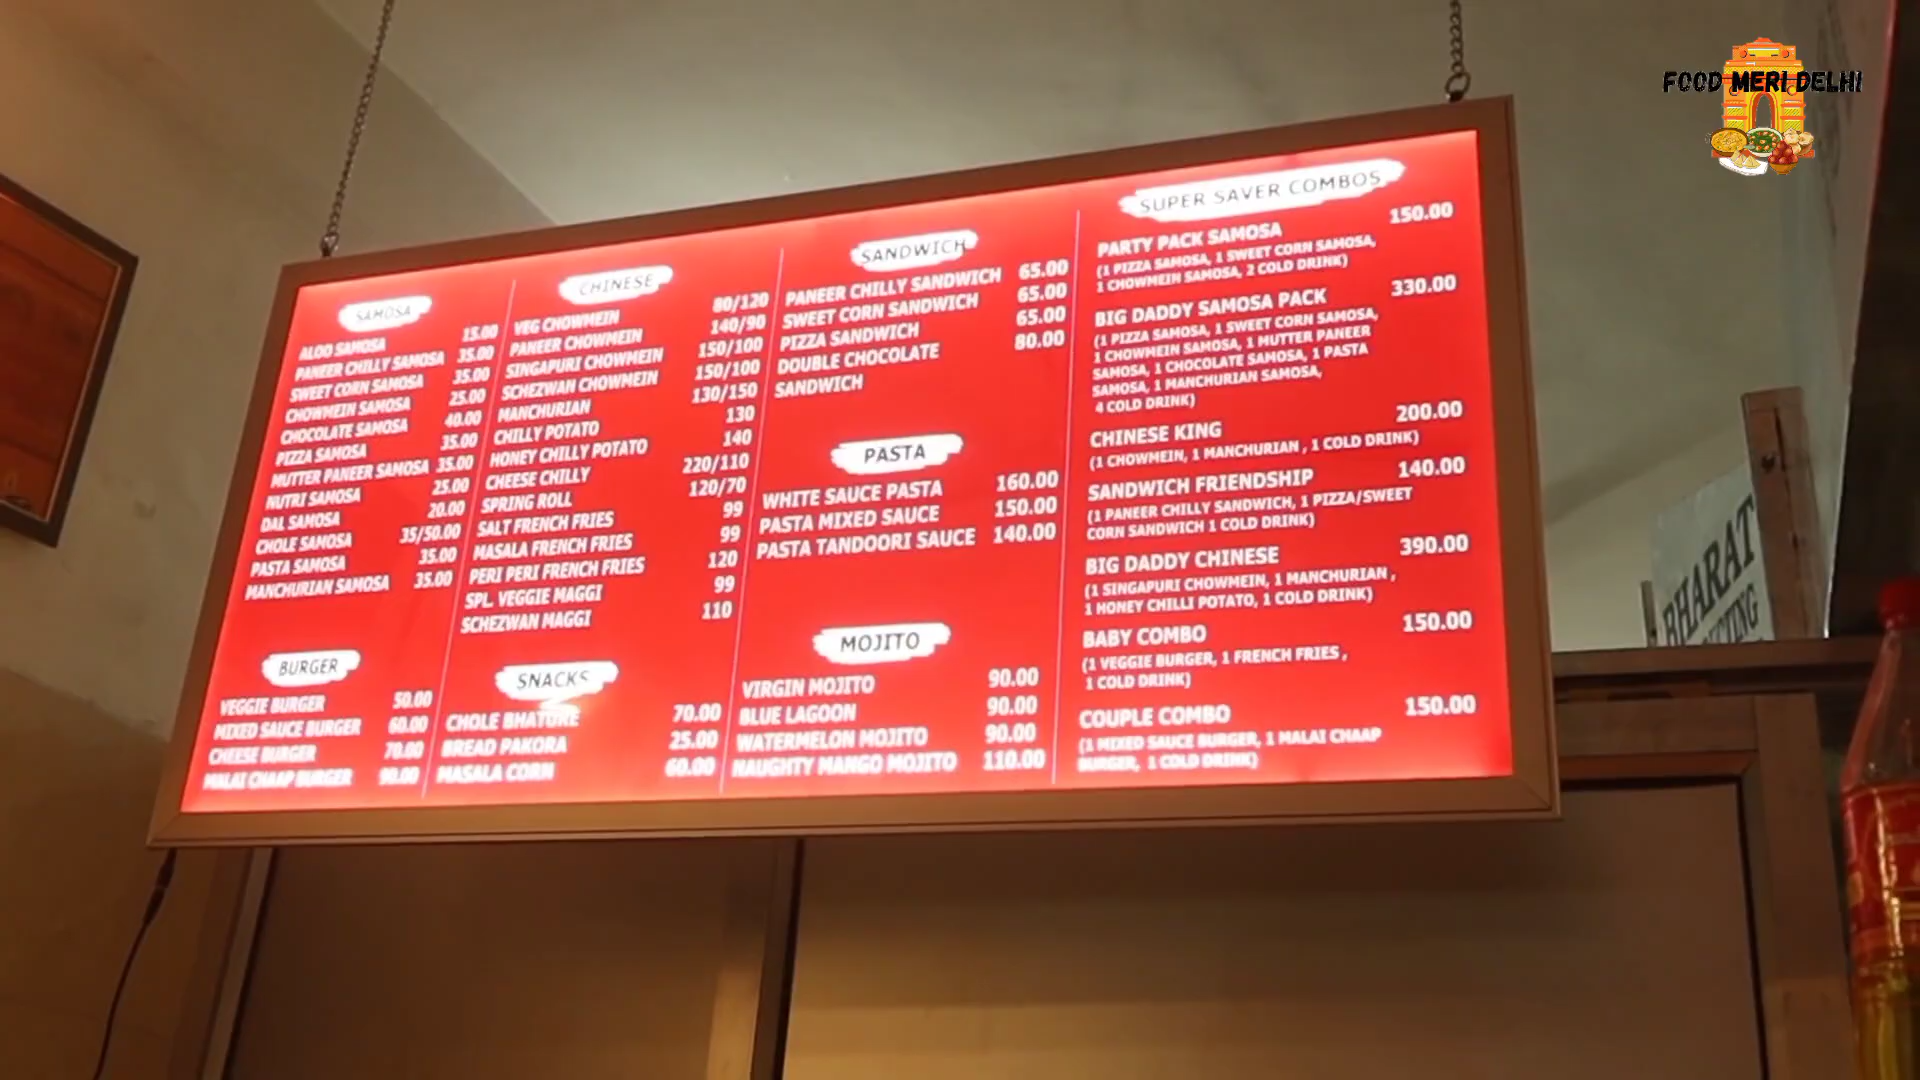 FOOD MERI DELHI
SAMOSA
ALOO SAMOSA 15.00
PANEER CHILLY SAMOSA 35.00
SWEET CORN SAMOSA 35.00
CHOWMEIN SAMOSA 25.00
CHOCOLATE SAMOSA 40.00
PIZZA SAMOSA 35.00
MUTTER PANEER SAMOSA 35.00
NUTRI SAMOSA 25.00
DAL SAMOSA 20.00
CHOLE SAMOSA 35/50.00
PASTA SAMOSA 35.00
MANCHURIAN SAMOSA 35.00
BURGER
VEGGIE BURGER 50.00
MIXED SAUCE BURGER 60.00
CHEESE BURGER 70.00
MALAI CHAAP BURGER 90.00
CHINESE
VEG CHOWMEIN 80/120
PANEER CHOWMEIN 140/90
SINGAPURI CHOWMEIN 150/100
SCHEZWAN CHOWMEIN 150/100
MANCHURIAN 130/150
CHILLY POTATO 130
HONEY CHILLY POTATO 140
CHEESE CHILLY 220/110
SPRING ROLL 120/70
SALT FRENCH FRIES 99
MASALA FRENCH FRIES 99
PERI PERI FRENCH FRIES 120
SPL. VEGGIE MAGGI 99
SCHEZWAN MAGGI 110
SNACKS
CHOLE BHATURE 70.00
BREAD PAKORA 25.00
MASALA CORN 60.00
SANDWICH
PANEER CHILLY SANDWICH 65.00
SWEET CORN SANDWICH 65.00
PIZZA SANDWICH 65.00
DOUBLE CHOCOLATE 80.00
SANDWICH
PASTA
WHITE SAUCE PASTA 160.00
PASTA MIXED SAUCE 150.00
PASTA TANDOORI SAUCE 140.00
MOJITO
VIRGIN MOJITO 90.00
BLUE LAGOON 90.00
WATERMELON MOJITO 90.00
NAUGHTY MANGO MOJITO 110.00
SUPER SAVER COMBOS
PARTY PACK SAMOSA 150.00
(1 PIZZA SAMOSA, 1 SWEET CORN SAMOSA,
1 CHOWMEIN SAMOSA, 2 COLD DRINK)
BIG DADDY SAMOSA PACK 330.00
(1 PIZZA SAMOSA, 1 SWEET CORN SAMOSA,
1 CHOWMEIN SAMOSA, 1 MUTTER PANEER
SAMOSA, 1 CHOCOLATE SAMOSA, 1 PASTA
SAMOSA, 1 MANCHURIAN SAMOSA,
4 COLD DRINK)
CHINESE KING 200.00
(1 CHOWMEIN, 1 MANCHURIAN , 1 COLD DRINK)
SANDWICH FRIENDSHIP 140.00
(1 PANEER CHILLY SANDWICH, 1 PIZZA/SWEET
CORN SANDWICH 1 COLD DRINK)
BIG DADDY CHINESE 390.00
(1 SINGAPURI CHOWMEIN, 1 MANCHURIAN ,
1 HONEY CHILLI POTATO, 1 COLD DRINK)
BABY COMBO 150.00
(1 VEGGIE BURGER, 1 FRENCH FRIES ,
1 COLD DRINK)
COUPLE COMBO 150.00
(1 MIXED SAUCE BURGER, 1 MALAI CHAAP
BURGER, 1 COLD DRINK)
BHARAT